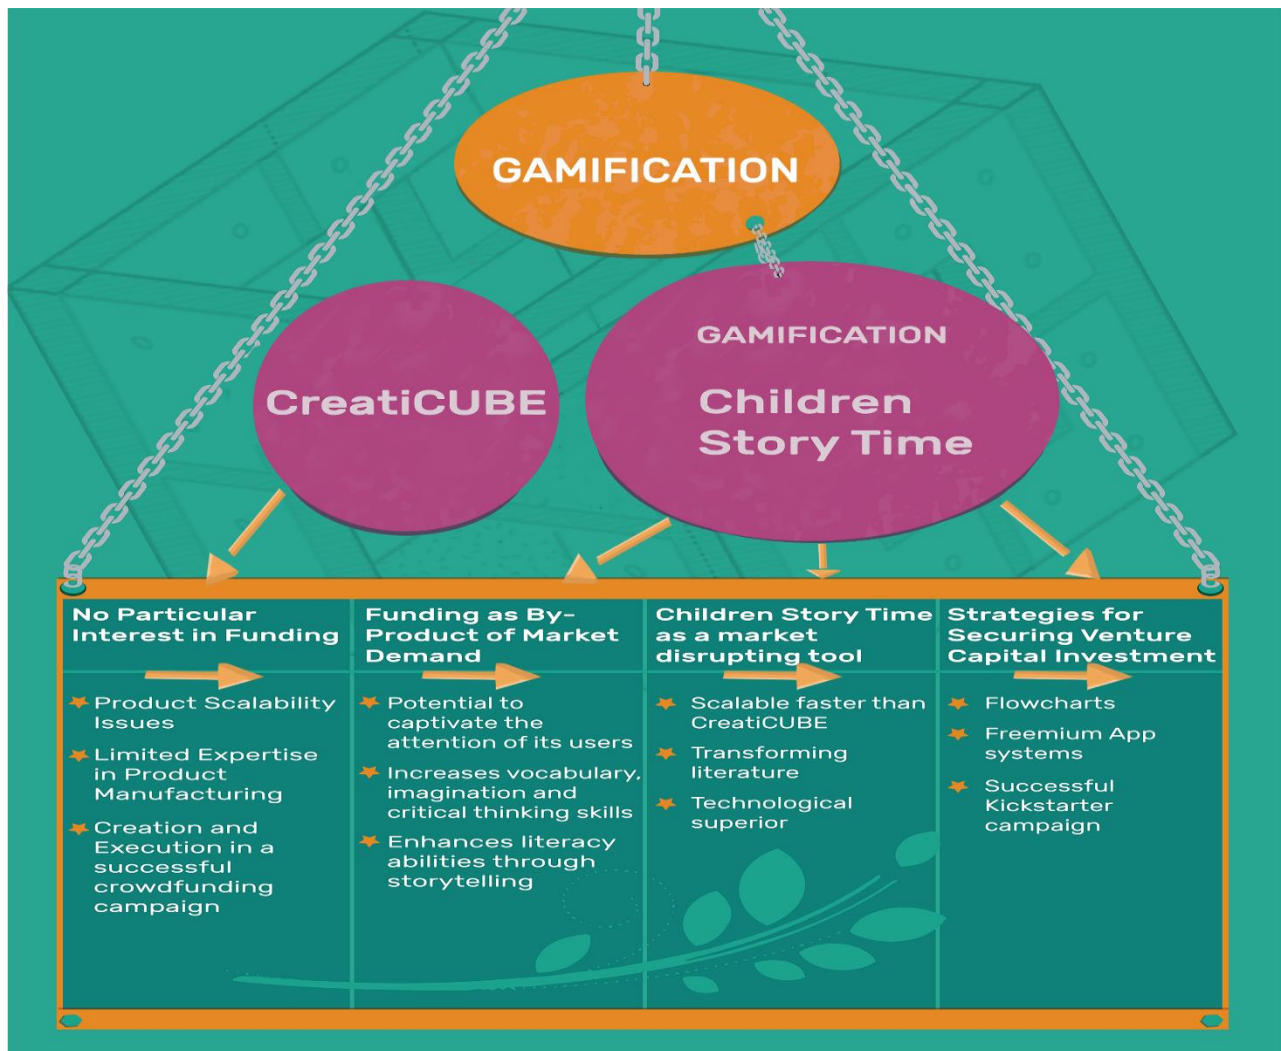 GAMIFICATION
CreatiCUBE
GAMIFICATION
Children
Story Time
No Particular
Interest in Funding
Product Scalability
Issues
Limited Expertise
in Product
Manufacturing
Creation and
Execution in a
successful
crowdfunding
campaign
Funding as By-
Product of Market
Demand
Potential to
captivate the
attention of its users
Increases vocabulary,
imagination and
critical thinking skills
Enhances literacy
abilities through
storytelling
Children Story Time
as a market
disrupting tool
Scalable faster than
CreatiCUBE
Transforming
literature
Technological
superior
Strategies for
Securing Venture
Capital Investment
Flowcharts
Freemium App
systems
Successful
Kickstarter
campaign